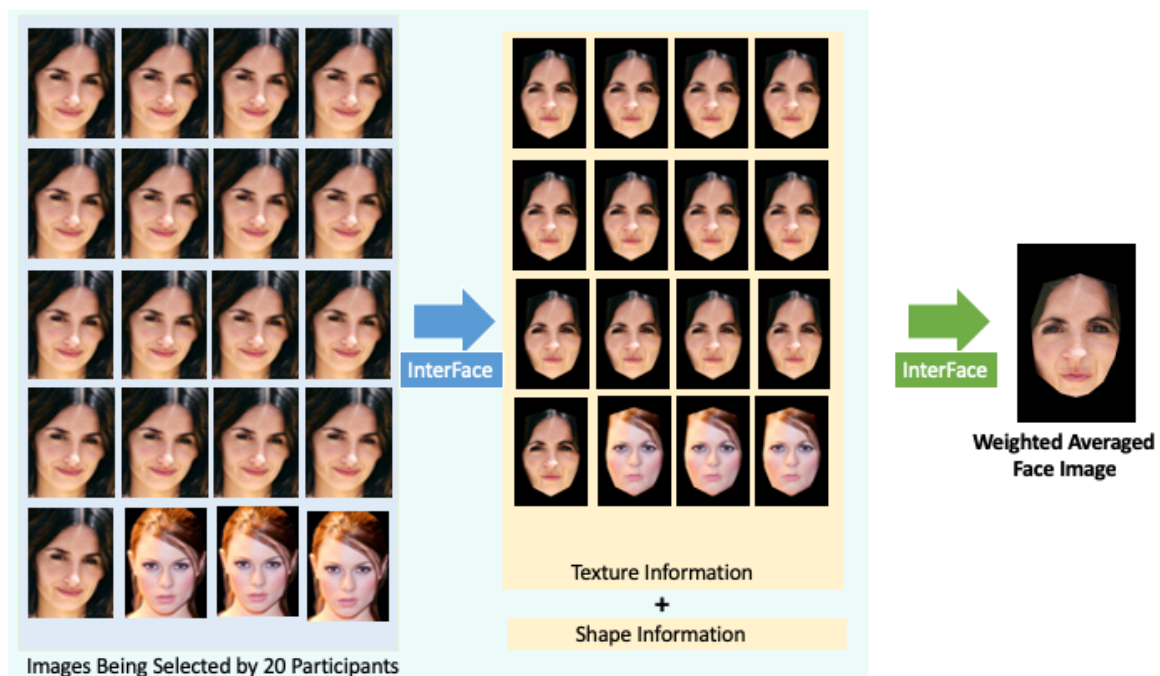 Images Being Selected by 20 Participants
InterFace
Texture Information
+
Shape Information
InterFace
Weighted Averaged
Face Image